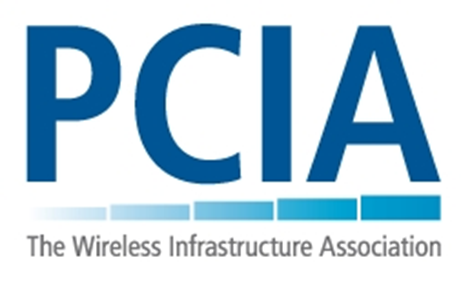 PCIA
The Wireless Infrastructure Association